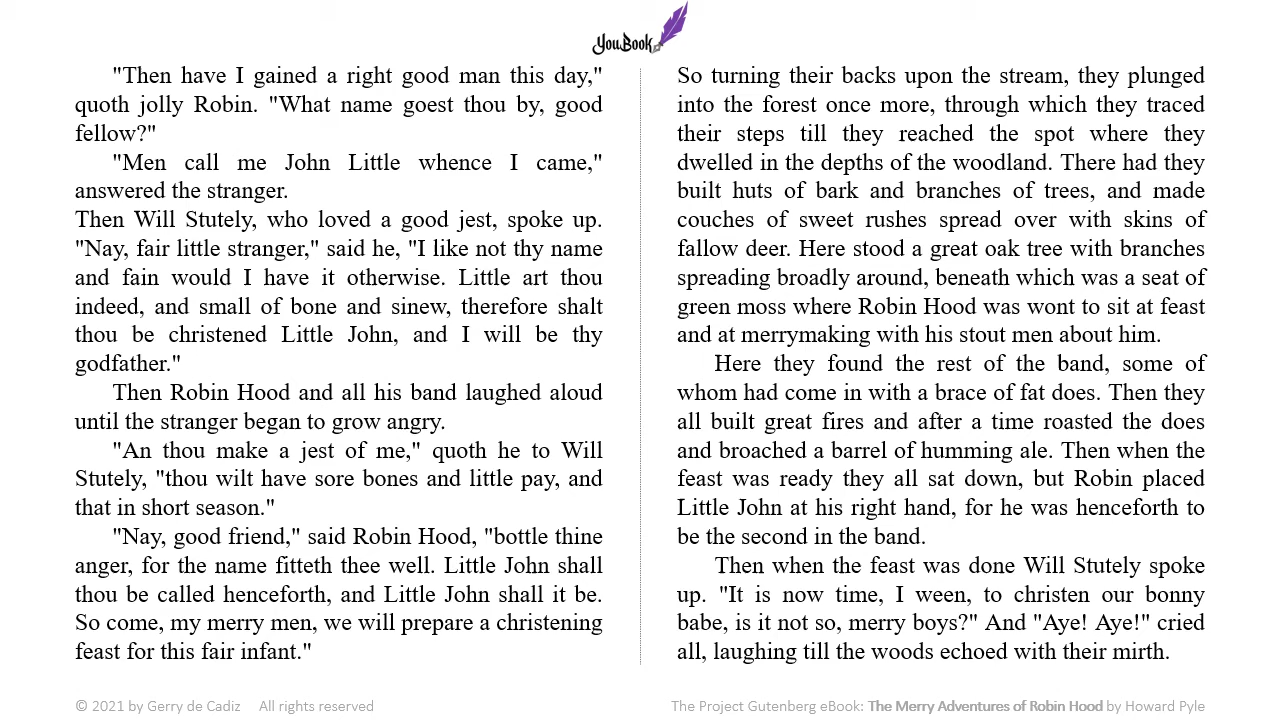 YouBook
"Then have I gained a right good man this day,"
quoth jolly Robin. "What name goest thou by, good
fellow?"
"Men call me John Little whence I came,"
answered the stranger.
Then Will Stutely, who loved a good jest, spoke up.
"Nay, fair little stranger," said he, "I like not thy name
and fain would I have it otherwise. Little art thou
indeed, and small of bone and sinew, therefore shalt
thou be christened Little John, and I will be thy
godfather."
Then Robin Hood and all his band laughed aloud
until the stranger began to grow angry.
"An thou make a jest of me," quoth he to Will
Stutely, "thou wilt have sore bones and little pay, and
that in short season."
"Nay, good friend," said Robin Hood, "bottle thine
anger, for the name fitteth thee well. Little John shall
thou be called henceforth, and Little John shall it be.
So come, my merry men, we will prepare a christening
feast for this fair infant."
So turning their backs upon the stream, they plunged
into the forest once more, through which they traced
their steps till they reached the spot where they
dwelled in the depths of the woodland. There had they
built huts of bark and branches of trees, and made
couches of sweet rushes spread over with skins of
fallow deer. Here stood a great oak tree with branches
spreading broadly around, beneath which was a seat of
green moss where Robin Hood was wont to sit at feast
and at merrymaking with his stout men about him.
Here they found the rest of the band, some of
whom had come in with a brace of fat does. Then they
all built great fires and after a time roasted the does
and broached a barrel of humming ale. Then when the
feast was ready they all sat down, but Robin placed
Little John at his right hand, for he was henceforth to
be the second in the band.
Then when the feast was done Will Stutely spoke
up. "It is now time, I ween, to christen our bonny
babe, is it not so, merry boys?" And "Aye! Aye!" cried
all, laughing till the woods echoed with their mirth.
© 2021 by Gerry de Cadiz All rights reserved
The Project Gutenberg eBook: The Merry Adventures of Robin Hood by Howard Pyle